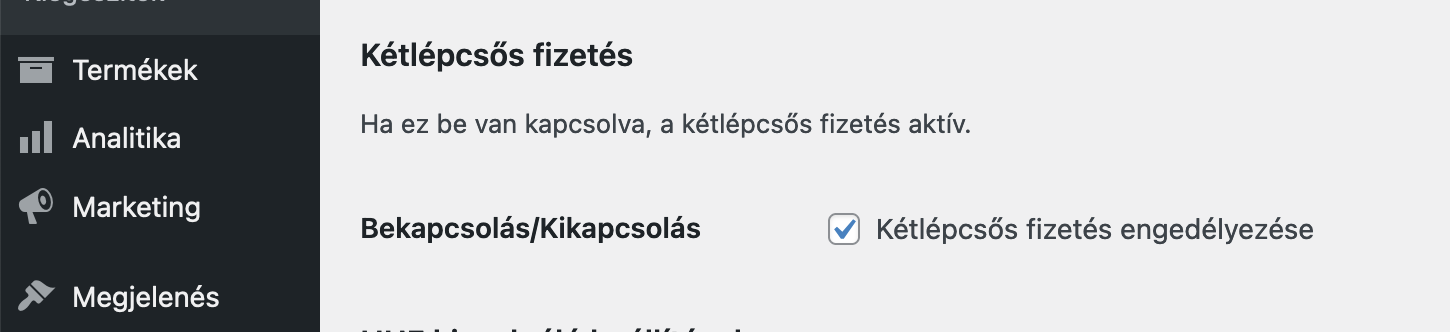 Termékek
Analitika
Marketing
Megjelenés
Kétlépcsős fizetés
Ha ez be van kapcsolva, a kétlépcsős fizetés aktív.
Bekapcsolás/Kikapcsolás
Kétlépcsős fizetés engedélyezése